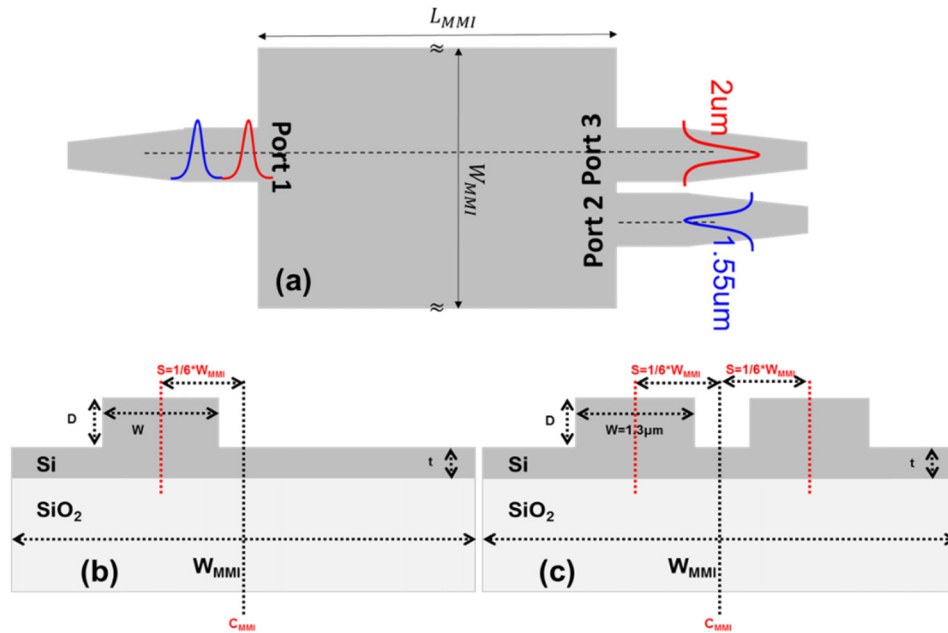 L_MMI
≈
Port 1
W_MMI
Port 3
Port 2
2um
1.55um
(a)
≈
S=1/6*W_MMI
D
W
Si
t
SiO₂
(b)
W_MMI
C_MMI
S=1/6*W_MMI
S=1/6*W_MMI
D
W=1.3μm
Si
t
SiO₂
(c)
W_MMI
C_MMI